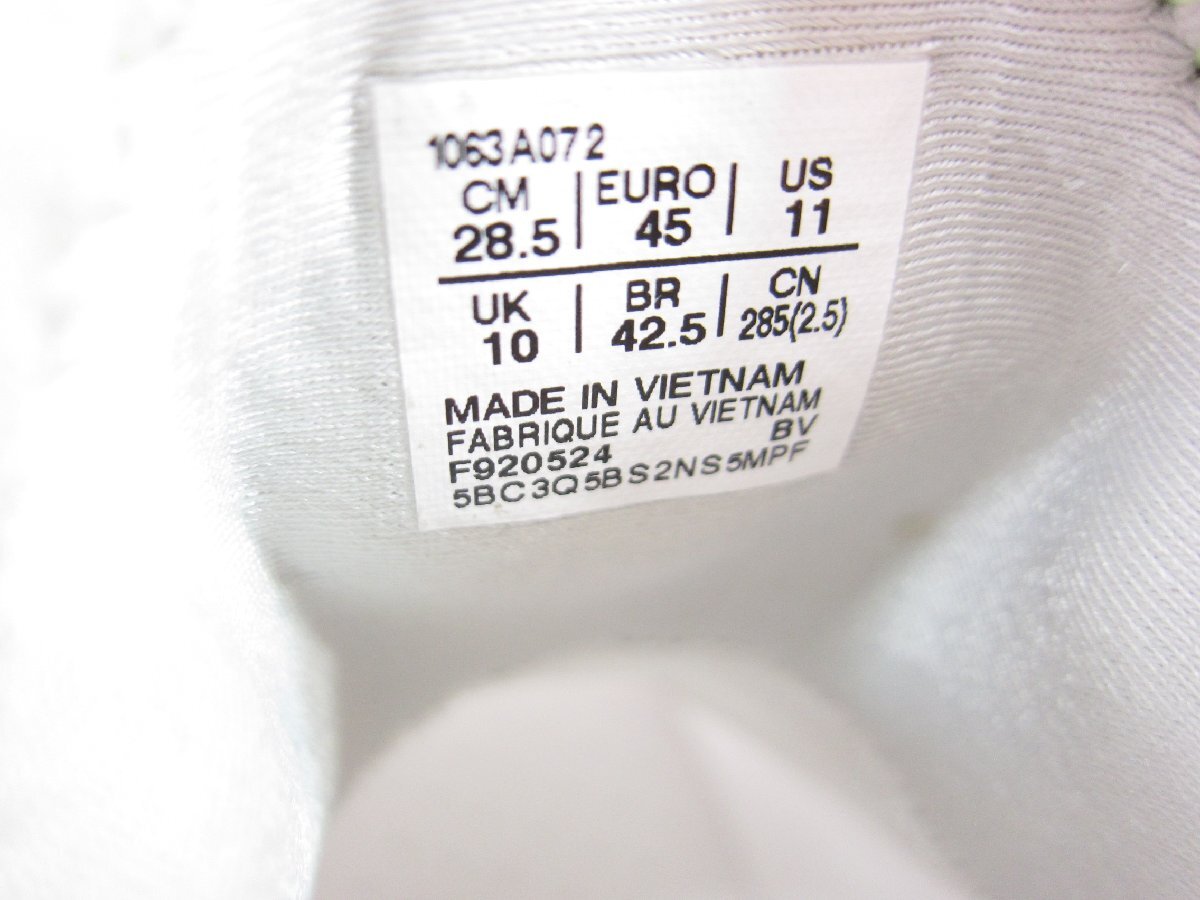 1063A072
CM | EURO | US
28.5 | 45 | 11
UK | BR | CN
10 | 42.5 | 285(2.5)
MADE IN VIETNAM
FABRIQUE AU VIETNAM
F920524 BV
5BC3Q5BS2NS5MPF